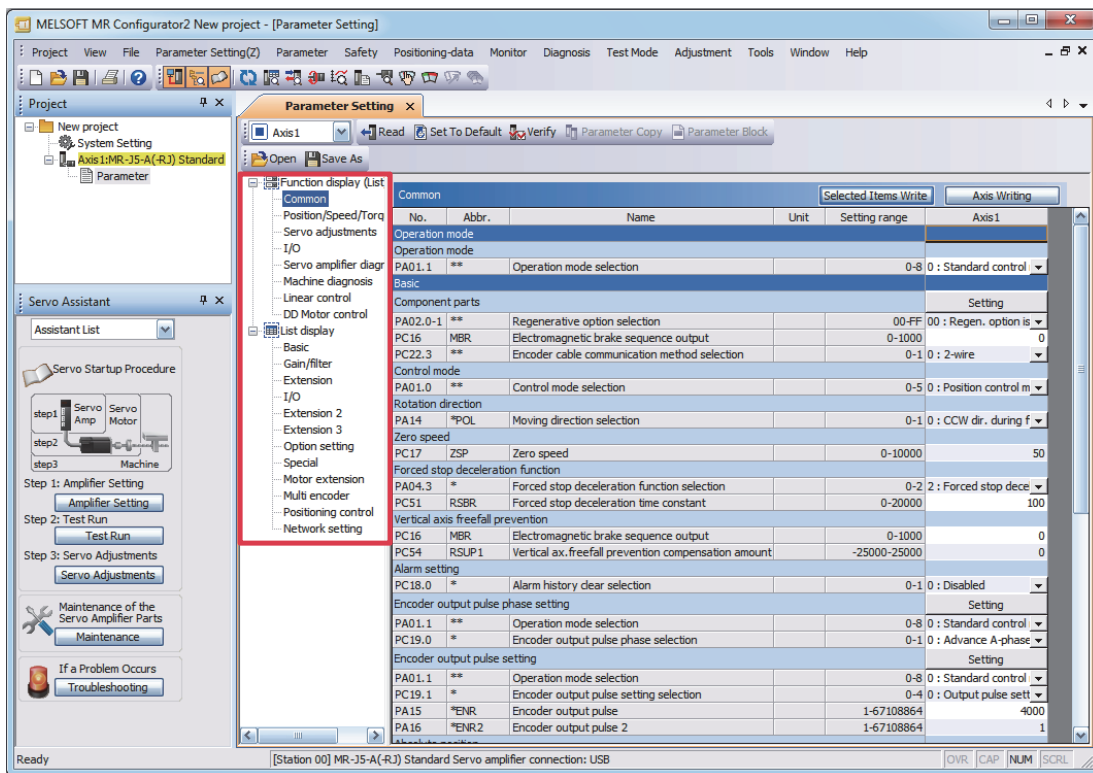 MELSOFT MR Configurator2 New project - [Parameter Setting]
Project View File Parameter Setting(Z) Parameter Safety Positioning-data Monitor Diagnosis Test Mode Adjustment Tools Window Help
Project
New project
System Setting
Axis1:MR-J5-A(-RJ) Standard
Parameter
Servo Assistant
Assistant List
Servo Startup Procedure
step1 Servo Amp Servo Motor
step2
step3 Machine
Step 1: Amplifier Setting
Amplifier Setting
Step 2: Test Run
Test Run
Step 3: Servo Adjustments
Servo Adjustments
Maintenance of the
Servo Amplifier Parts
Maintenance
If a Problem Occurs
Troubleshooting
Parameter Setting
Axis1 Read Set To Default Verify Parameter Copy Parameter Block
Open Save As
Function display (List
Common
Position/Speed/Torq
Servo adjustments
I/O
Servo amplifier diagr
Machine diagnosis
Linear control
DD Motor control
List display
Basic
Gain/filter
Extension
I/O
Extension 2
Extension 3
Option setting
Special
Motor extension
Multi encoder
Positioning control
Network setting
Common Selected Items Write Axis Writing
No. Abbr. Name Unit Setting range Axis1
Operation mode
Operation mode
PA01.1 ** Operation mode selection 0-8 0 : Standard control
Basic
Component parts Setting
PA02.0-1 ** Regenerative option selection 00-FF 00 : Regen. option is
PC16 MBR Electromagnetic brake sequence output 0-1000 0
PC22.3 ** Encoder cable communication method selection 0-1 0 : 2-wire
Control mode
PA01.0 ** Control mode selection 0-5 0 : Position control m
Rotation direction
PA14 *POL Moving direction selection 0-1 0 : CCW dir. during f
Zero speed
PC17 ZSP Zero speed 0-10000 50
Forced stop deceleration function
PA04.3 * Forced stop deceleration function selection 0-2 2 : Forced stop dece
PC51 RSBR Forced stop deceleration time constant 0-20000 100
Vertical axis freefall prevention
PC16 MBR Electromagnetic brake sequence output 0-1000 0
PC54 RSUP1 Vertical ax.freefall prevention compensation amount -25000-25000 0
Alarm setting
PC18.0 * Alarm history clear selection 0-1 0 : Disabled
Encoder output pulse phase setting Setting
PA01.1 ** Operation mode selection 0-8 0 : Standard control
PC19.0 * Encoder output pulse phase selection 0-1 0 : Advance A-phase
Encoder output pulse setting Setting
PA01.1 ** Operation mode selection 0-8 0 : Standard control
PC19.1 * Encoder output pulse setting selection 0-4 0 : Output pulse sett
PA15 *ENR Encoder output pulse 1-67108864 4000
PA16 *ENR2 Encoder output pulse 2 1-67108864 1
Ready [Station 00] MR-J5-A(-RJ) Standard Servo amplifier connection: USB OVR CAP NUM SCRL